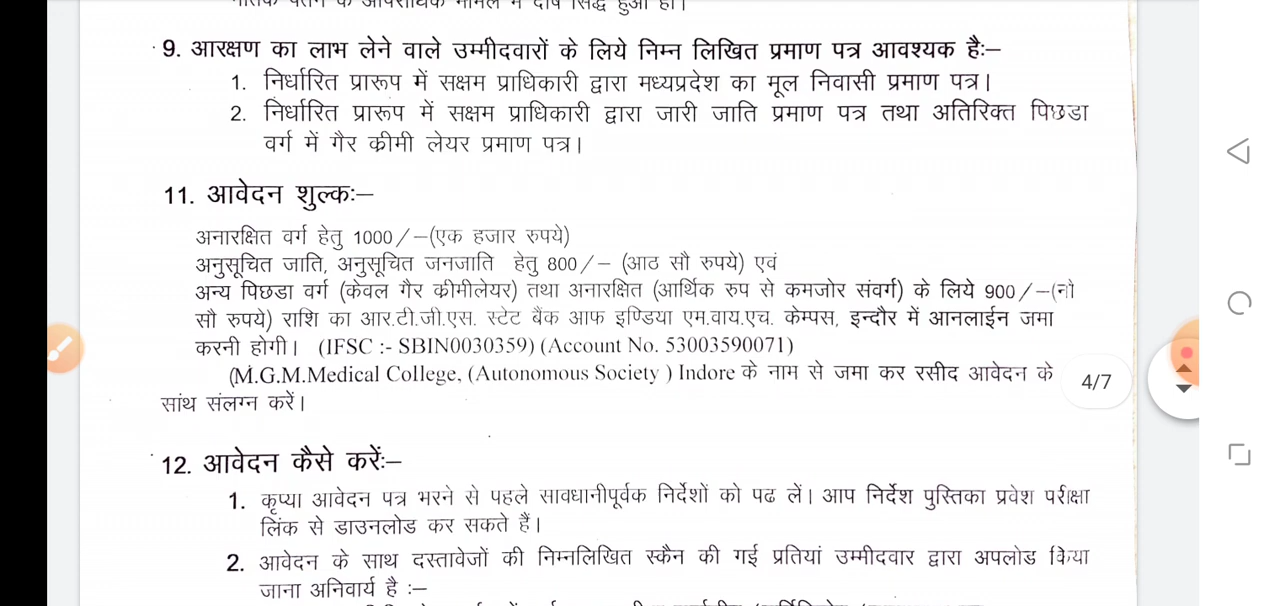 9. आरक्षण का लाभ लेने वाले उम्मीदवारों के लिये निम्न लिखित प्रमाण पत्र आवश्यक है:–
1. निर्धारित प्रारूप में सक्षम प्राधिकारी द्वारा मध्यप्रदेश का मूल निवासी प्रमाण पत्र।
2. निर्धारित प्रारूप में सक्षम प्राधिकारी द्वारा जारी जाति प्रमाण पत्र तथा अतिरिक्त पिछडा
वर्ग में गैर क्रीमी लेयर प्रमाण पत्र।
11. आवेदन शुल्क:–
अनारक्षित वर्ग हेतु 1000/–(एक हजार रुपये)
अनुसूचित जाति, अनुसूचित जनजाति हेतु 800/– (आठ सौ रुपये) एवं
अन्य पिछडा वर्ग (केवल गैर क्रीमीलेयर) तथा अनारक्षित (आर्थिक रुप से कमजोर संवर्ग) के लिये 900/–(नौ
सौ रुपये) राशि का आर.टी.जी.एस. स्टेट बैंक आफ इण्डिया एम.वाय.एच. केम्पस, इन्दौर में आनलाईन जमा
करनी होगी। (IFSC :- SBIN0030359) (Account No. 53003590071)
(M.G.M.Medical College, (Autonomous Society ) Indore के नाम से जमा कर रसीद आवेदन के
सांथ संलग्न करें।
4/7
12. आवेदन कैसे करें:–
1. कृप्या आवेदन पत्र भरने से पहले सावधानीपूर्वक निर्देशों को पढ लें। आप निर्देश पुस्तिका प्रवेश परीक्षा
लिंक से डाउनलोड कर सकते हैं।
2. आवेदन के साथ दस्तावेजों की निम्नलिखित स्कैन की गई प्रतियां उम्मीदवार द्वारा अपलोड किया
जाना अनिवार्य है :–